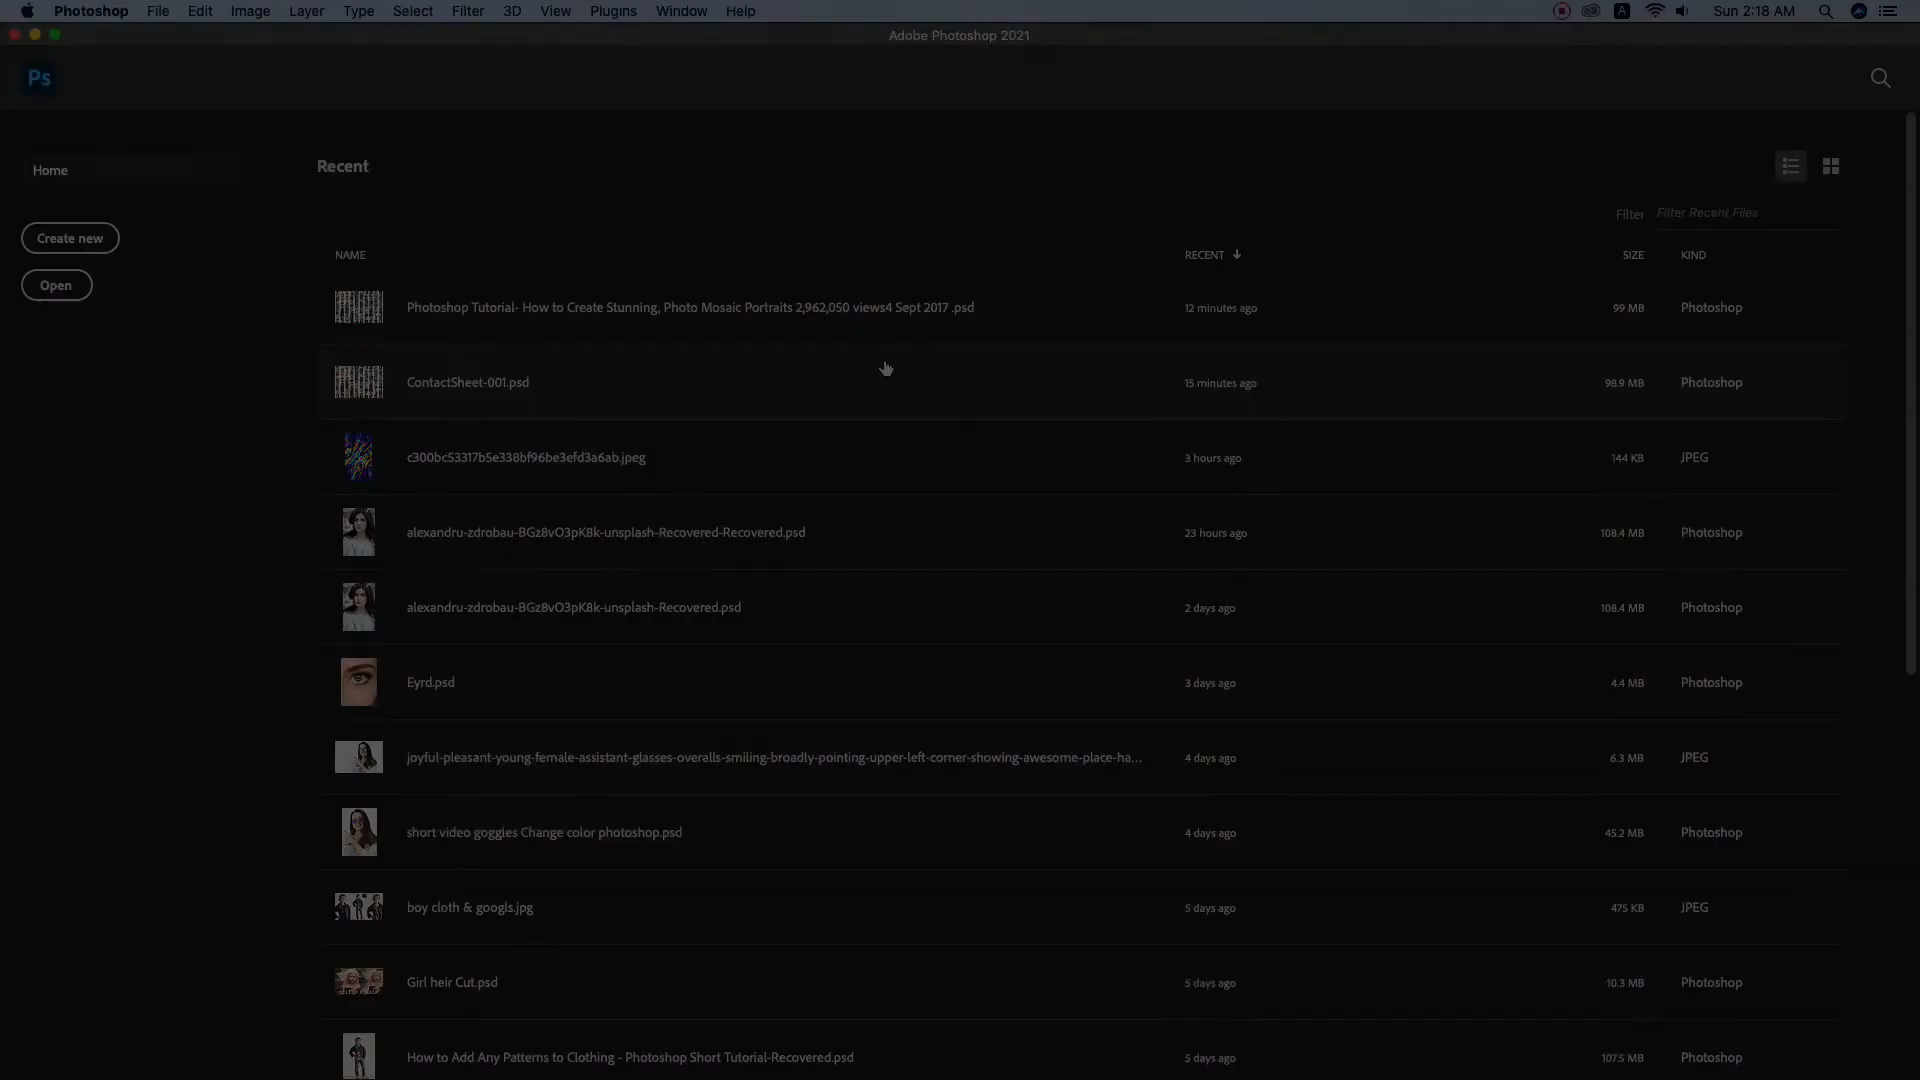 Photoshop File Edit Image Layer Type Select Filter 3D View Plugins Window Help A Sun 2:18 AM
Adobe Photoshop 2021
Ps
Home
Recent
Filter Filter Recent Files
Create new
NAME RECENT SIZE KIND
Open
Photoshop Tutorial- How to Create Stunning, Photo Mosaic Portraits 2,962,050 views4 Sept 2017 .psd 12 minutes ago 99 MB Photoshop
ContactSheet-001.psd 15 minutes ago 98.9 MB Photoshop
c300bc53317b5e338bf96be3efd3a6ab.jpeg 3 hours ago 144 KB JPEG
alexandru-zdrobau-BGz8vO3pK8k-unsplash-Recovered-Recovered.psd 23 hours ago 108.4 MB Photoshop
alexandru-zdrobau-BGz8vO3pK8k-unsplash-Recovered.psd 2 days ago 108.4 MB Photoshop
Eyrd.psd 3 days ago 4.4 MB Photoshop
joyful-pleasant-young-female-assistant-glasses-overalls-smiling-broadly-pointing-upper-left-corner-showing-awesome-place-ha... 4 days ago 6.3 MB JPEG
short video goggles Change color photoshop.psd 4 days ago 45.2 MB Photoshop
boy cloth & googls.jpg 5 days ago 475 KB JPEG
Girl heir Cut.psd 5 days ago 10.3 MB Photoshop
How to Add Any Patterns to Clothing - Photoshop Short Tutorial-Recovered.psd 5 days ago 107.5 MB Photoshop